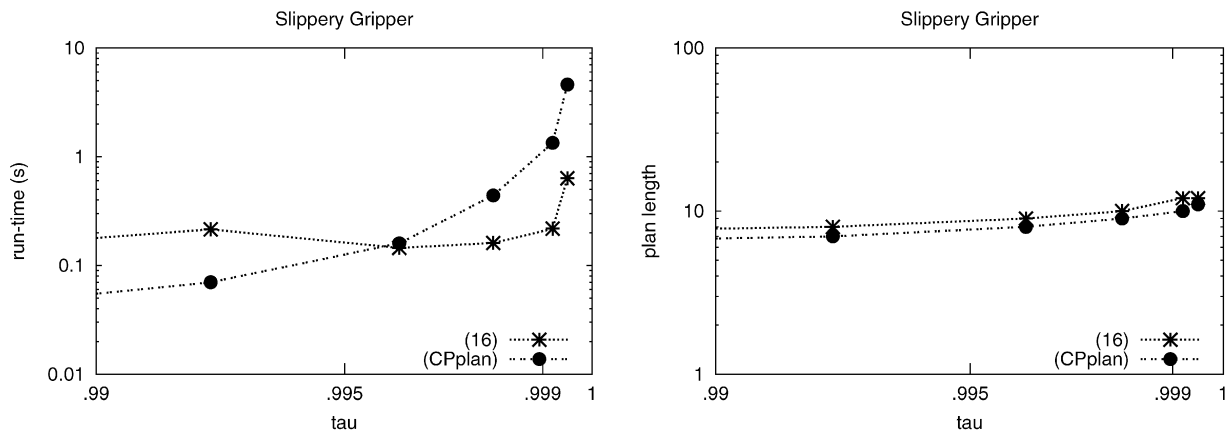 Slippery Gripper
10
1
0.1
0.01
run-time (s)
(16)
(CPplan)
.99
.995
.999
1
tau
Slippery Gripper
100
10
1
plan length
(16)
(CPplan)
.99
.995
.999
1
tau